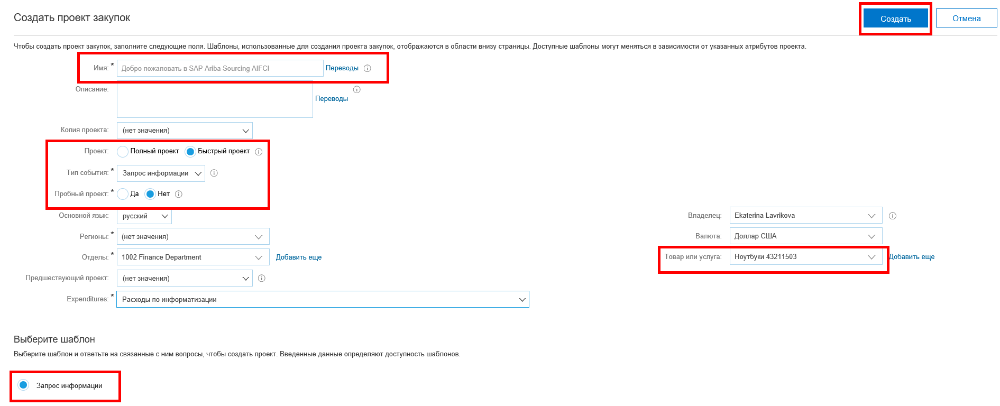 Создать проект закупок
Создать
Отмена
Чтобы создать проект закупок, заполните следующие поля. Шаблоны, использованные для создания проекта закупок, отображаются в области внизу страницы. Доступные шаблоны могут меняться в зависимости от указанных атрибутов проекта.
Имя: * Добро пожаловать в SAP Ariba Sourcing AIFC! Переводы
Описание: Переводы
Копия проекта: (нет значения)
Проект: Полный проект Быстрый проект
Тип события: * Запрос информации
Пробный проект: * Да Нет
Основной язык: русский
Регионы: * (нет значения)
Отделы: * 1002 Finance Department Добавить еще
Предшествующий проект: (нет значения)
Expenditures: * Расходы по информатизации
Владелец: Ekaterina Lavrikova
Валюта: Доллар США
Товар или услуга: Ноутбуки 43211503 Добавить еще
Выберите шаблон
Выберите шаблон и ответьте на связанные с ним вопросы, чтобы создать проект. Введенные данные определяют доступность шаблонов.
Запрос информации